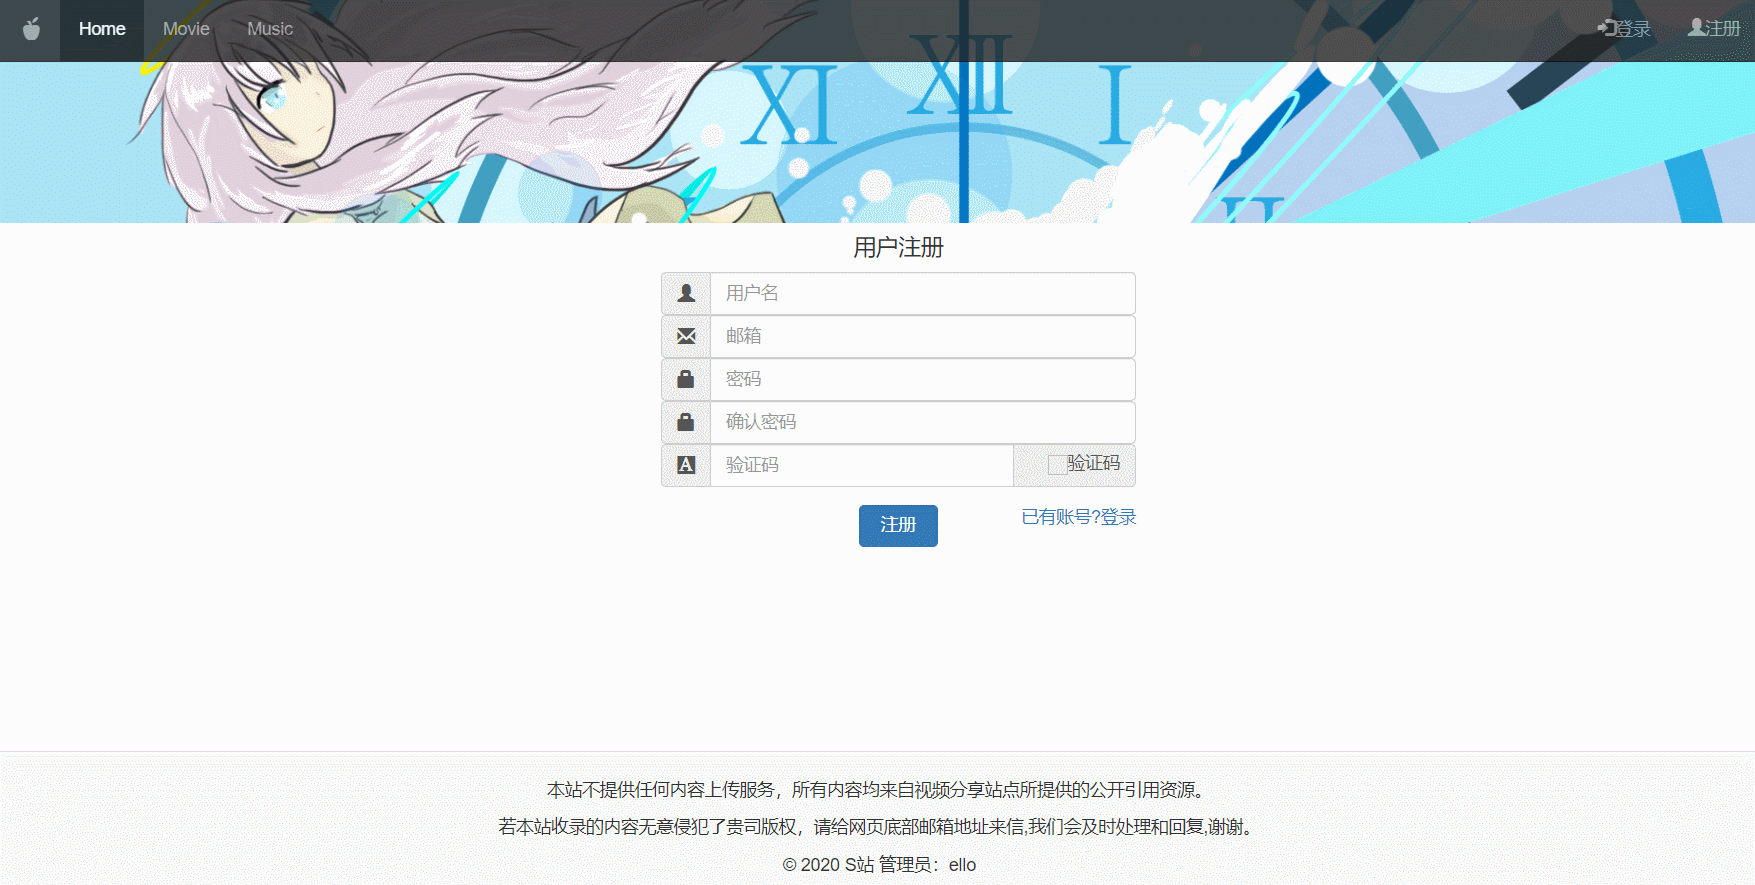 Home Movie Music 登录 注册
XI XII I
II
用户注册
用户名
邮箱
密码
确认密码
A 验证码 验证码
注册 已有账号?登录
本站不提供任何内容上传服务，所有内容均来自视频分享站点所提供的公开引用资源。
若本站收录的内容无意侵犯了贵司版权，请给网页底部邮箱地址来信,我们会及时处理和回复,谢谢。
© 2020 S站 管理员：ello